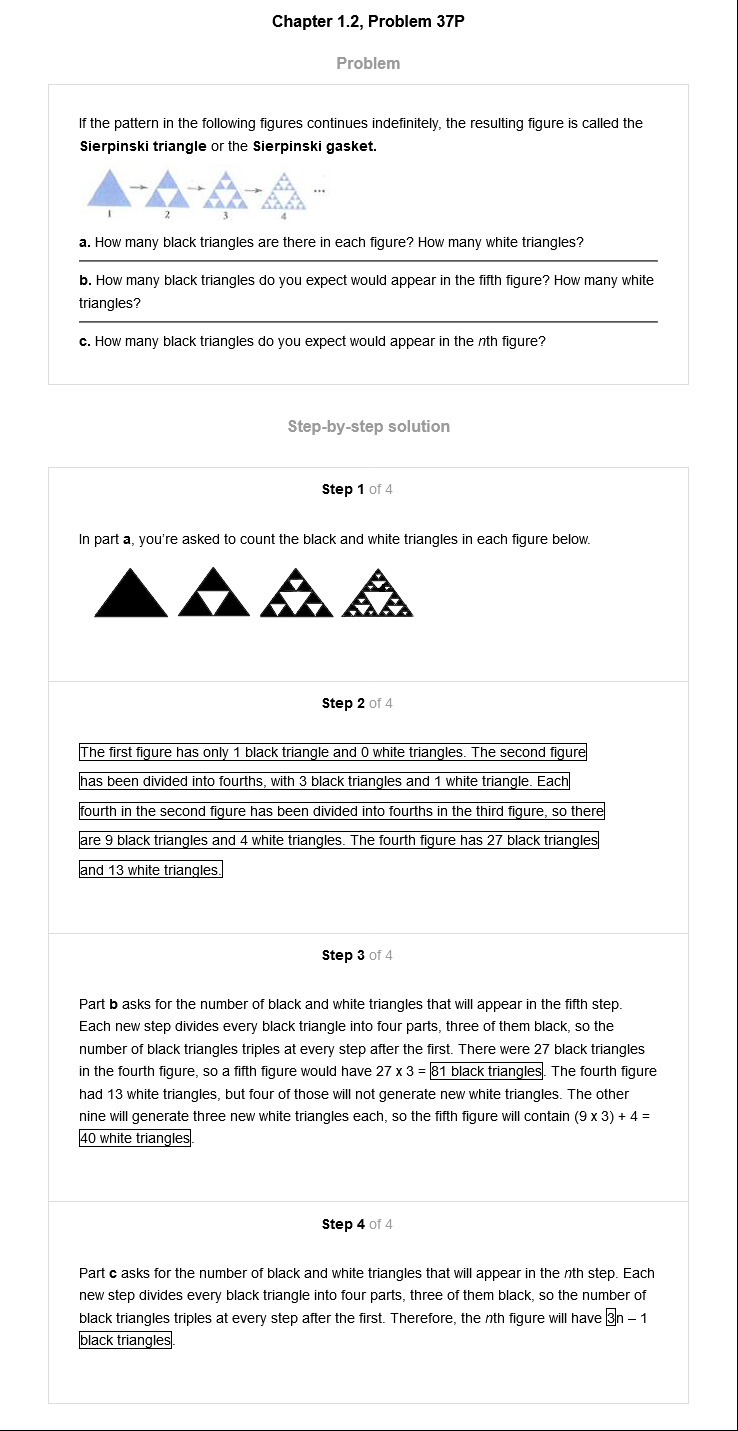 Chapter 1.2, Problem 37P
Problem
If the pattern in the following figures continues indefinitely, the resulting figure is called the
Sierpinski triangle or the Sierpinski gasket.
...
1 2 3 4
a. How many black triangles are there in each figure? How many white triangles?
b. How many black triangles do you expect would appear in the fifth figure? How many white
triangles?
c. How many black triangles do you expect would appear in the nth figure?
Step-by-step solution
Step 1 of 4
In part a, you're asked to count the black and white triangles in each figure below.
Step 2 of 4
The first figure has only 1 black triangle and 0 white triangles. The second figure
has been divided into fourths, with 3 black triangles and 1 white triangle. Each
fourth in the second figure has been divided into fourths in the third figure, so there
are 9 black triangles and 4 white triangles. The fourth figure has 27 black triangles
and 13 white triangles.
Step 3 of 4
Part b asks for the number of black and white triangles that will appear in the fifth step.
Each new step divides every black triangle into four parts, three of them black, so the
number of black triangles triples at every step after the first. There were 27 black triangles
in the fourth figure, so a fifth figure would have 27 x 3 = 81 black triangles. The fourth figure
had 13 white triangles, but four of those will not generate new white triangles. The other
nine will generate three new white triangles each, so the fifth figure will contain (9 x 3) + 4 =
40 white triangles.
Step 4 of 4
Part c asks for the number of black and white triangles that will appear in the nth step. Each
new step divides every black triangle into four parts, three of them black, so the number of
black triangles triples at every step after the first. Therefore, the nth figure will have 3n – 1
black triangles.